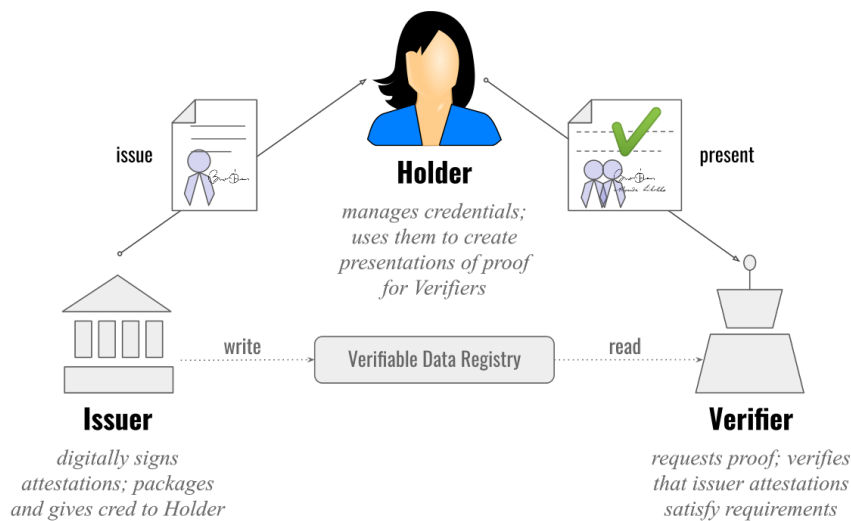 issue
present
Holder
manages credentials;
uses them to create
presentations of proof
for Verifiers
write
Verifiable Data Registry
read
Issuer
digitally signs
attestations; packages
and gives cred to Holder
Verifier
requests proof; verifies
that issuer attestations
satisfy requirements